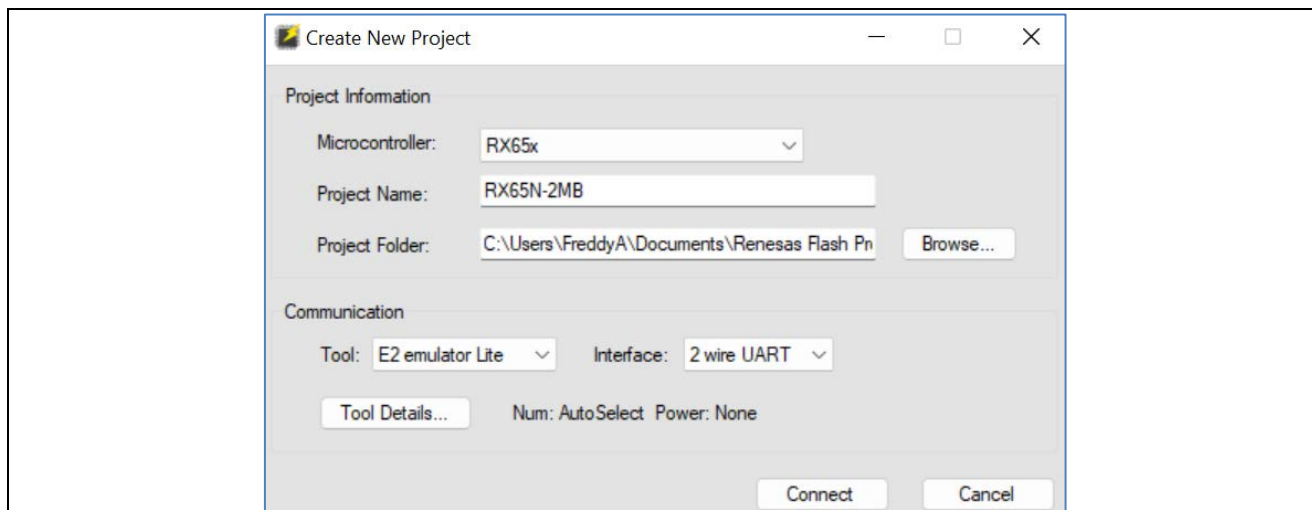 Create New Project
Project Information
Microcontroller: RX65x
Project Name: RX65N-2MB
Project Folder: C:\Users\FreddyA\Documents\Renesas Flash Pr Browse...
Communication
Tool: E2 emulator Lite Interface: 2 wire UART
Tool Details... Num: AutoSelect Power: None
Connect Cancel